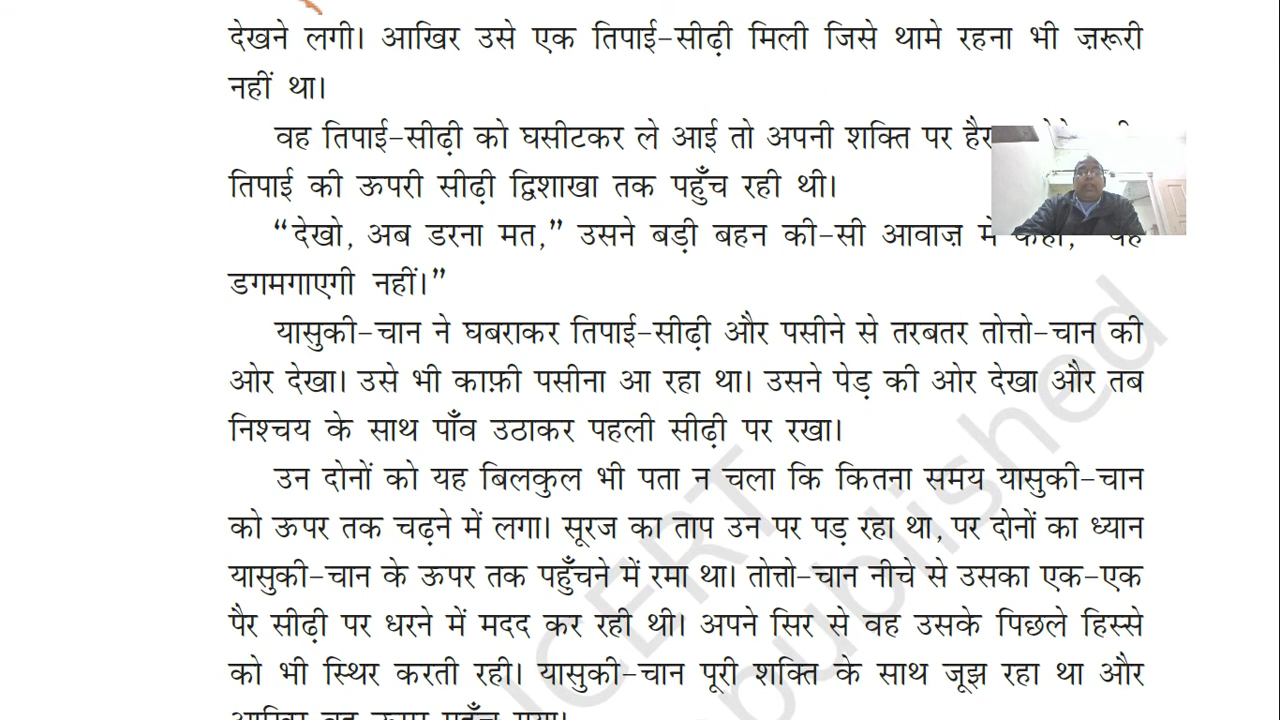 देखने लगी। आखिर उसे एक तिपाई-सीढ़ी मिली जिसे थामे रहना भी ज़रूरी
नहीं था।
वह तिपाई-सीढ़ी को घसीटकर ले आई तो अपनी शक्ति पर
तिपाई की ऊपरी सीढ़ी द्विशाखा तक पहुँच रही थी।
“देखो, अब डरना मत,” उसने बड़ी बहन की-सी आवाज़ में
डगमगाएगी नहीं।”
यासुकी-चान ने घबराकर तिपाई-सीढ़ी और पसीने से तरबतर तोत्तो-चान की
ओर देखा। उसे भी काफ़ी पसीना आ रहा था। उसने पेड़ की ओर देखा और तब
निश्चय के साथ पाँव उठाकर पहली सीढ़ी पर रखा।
उन दोनों को यह बिलकुल भी पता न चला कि कितना समय यासुकी-चान
को ऊपर तक चढ़ने में लगा। सूरज का ताप उन पर पड़ रहा था, पर दोनों का ध्यान
यासुकी-चान के ऊपर तक पहुँचने में रमा था। तोत्तो-चान नीचे से उसका एक-एक
पैर सीढ़ी पर धरने में मदद कर रही थी। अपने सिर से वह उसके पिछले हिस्से
को भी स्थिर करती रही। यासुकी-चान पूरी शक्ति के साथ जूझ रहा था और